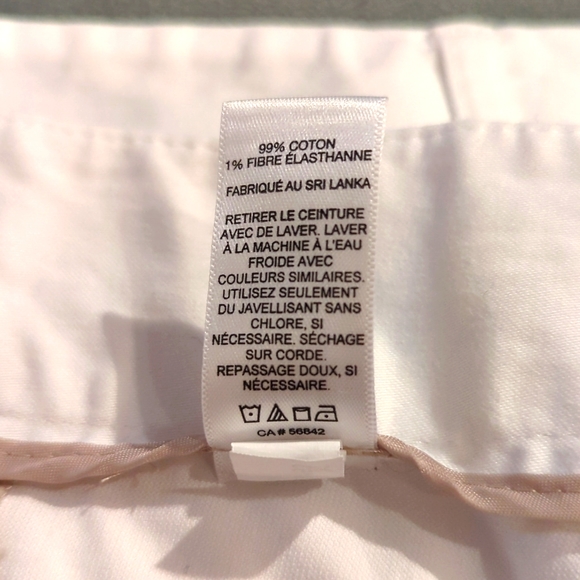 99% COTON
1% FIBRE ÉLASTHANNE
FABRIQUÉ AU SRI LANKA
RETIRER LE CEINTURE
AVEC DE LAVER. LAVER
À LA MACHINE À L'EAU
FROIDE AVEC
COULEURS SIMILAIRES.
UTILISEZ SEULEMENT
DU JAVELLISANT SANS
CHLORE, SI
NÉCESSAIRE. SÉCHAGE
SUR CORDE.
REPASSAGE DOUX, SI
NÉCESSAIRE.
CA# 56842